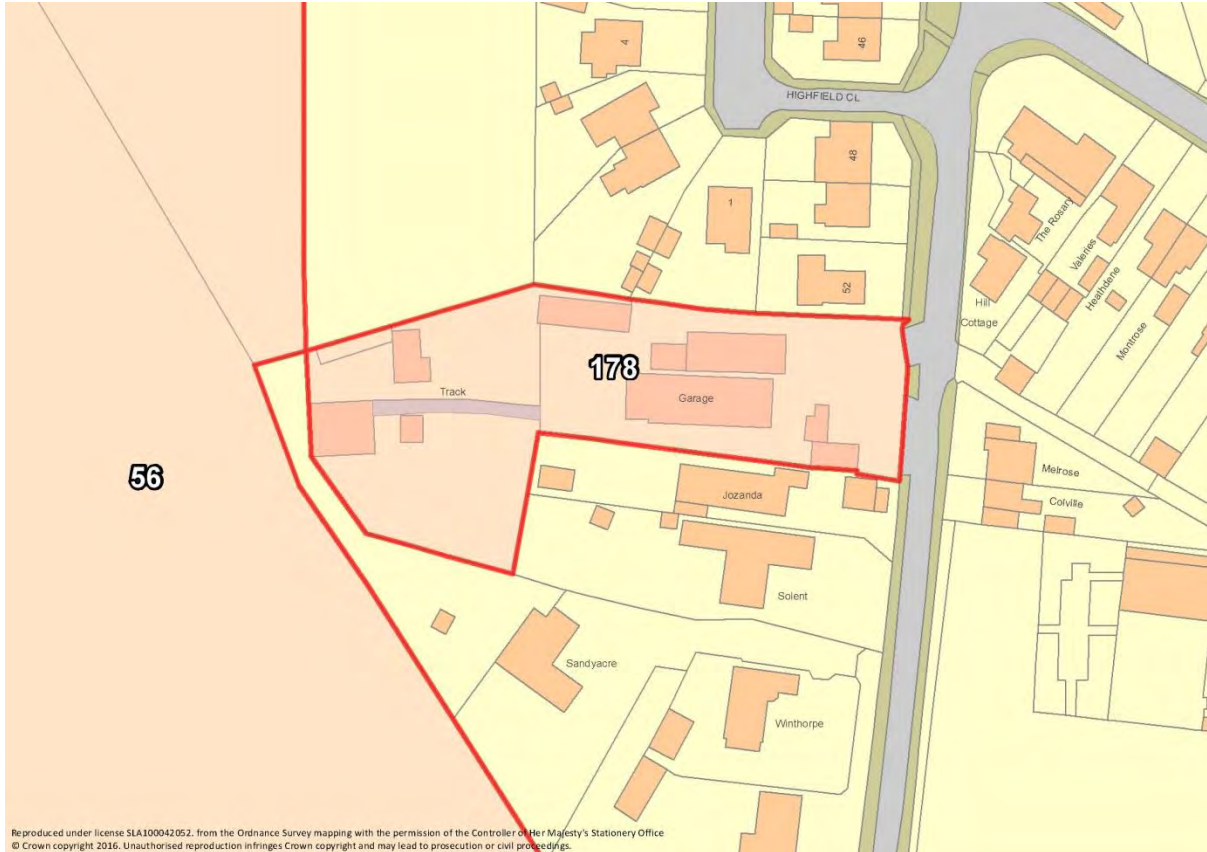 4
46
HIGHFIELD CL
48
1
52
The Rosary
Valeries
Heathdene
Hill
Cottage
Montrose
178
Track
Garage
56
Jozanda
Melrose
Colville
Solent
Sandyacre
Winthorpe
Reproduced under license SLA100042052. from the Ordnance Survey mapping with the permission of the Controller of Her Majesty's Stationery Office
© Crown copyright 2016. Unauthorised reproduction infringes Crown copyright and may lead to prosecution or civil proceedings.